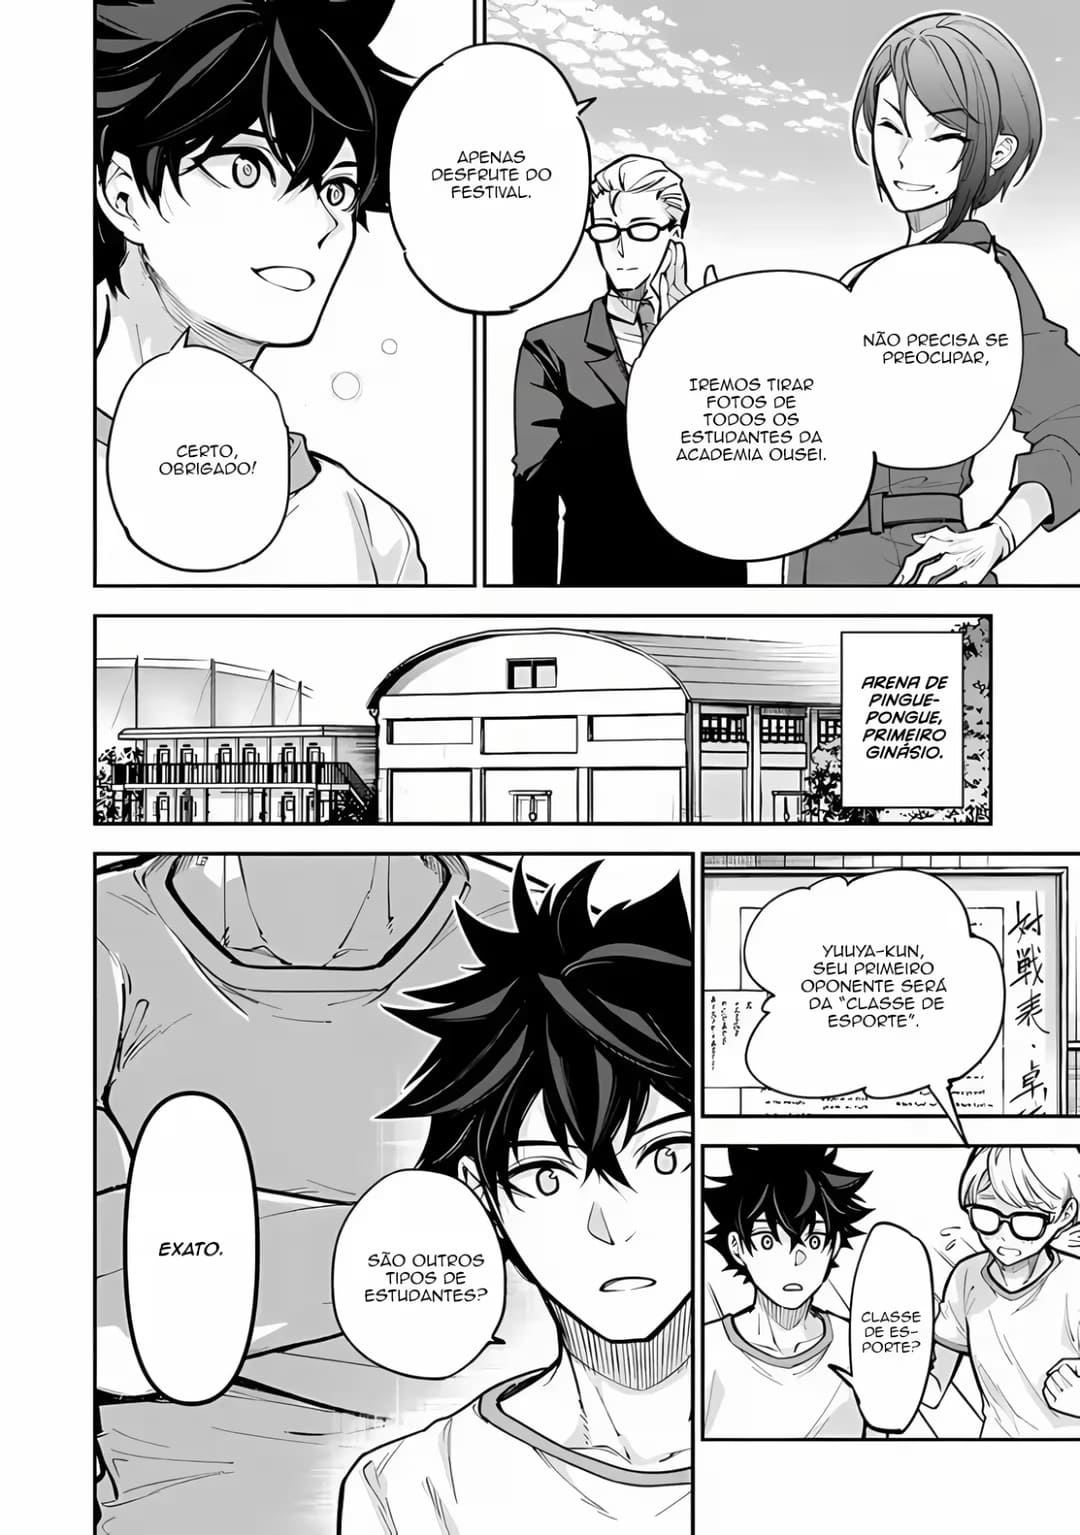 NÃO PRECISA SE
PREOCUPAR,
IREMOS TIRAR
FOTOS DE
TODOS OS
ESTUDANTES DA
ACADEMIA OUSEI.
APENAS
DESFRUTE DO
FESTIVAL.
CERTO,
OBRIGADO!
ARENA DE
PINGUE-
PONGUE,
PRIMEIRO
GINÁSIO.
対戦表・卓
YUUYA-KUN,
SEU PRIMEIRO
OPONENTE SERÁ
DA "CLASSE DE
ESPORTE".
CLASSE
DE ES-
PORTE?
SÃO OUTROS
TIPOS DE
ESTUDANTES?
EXATO.